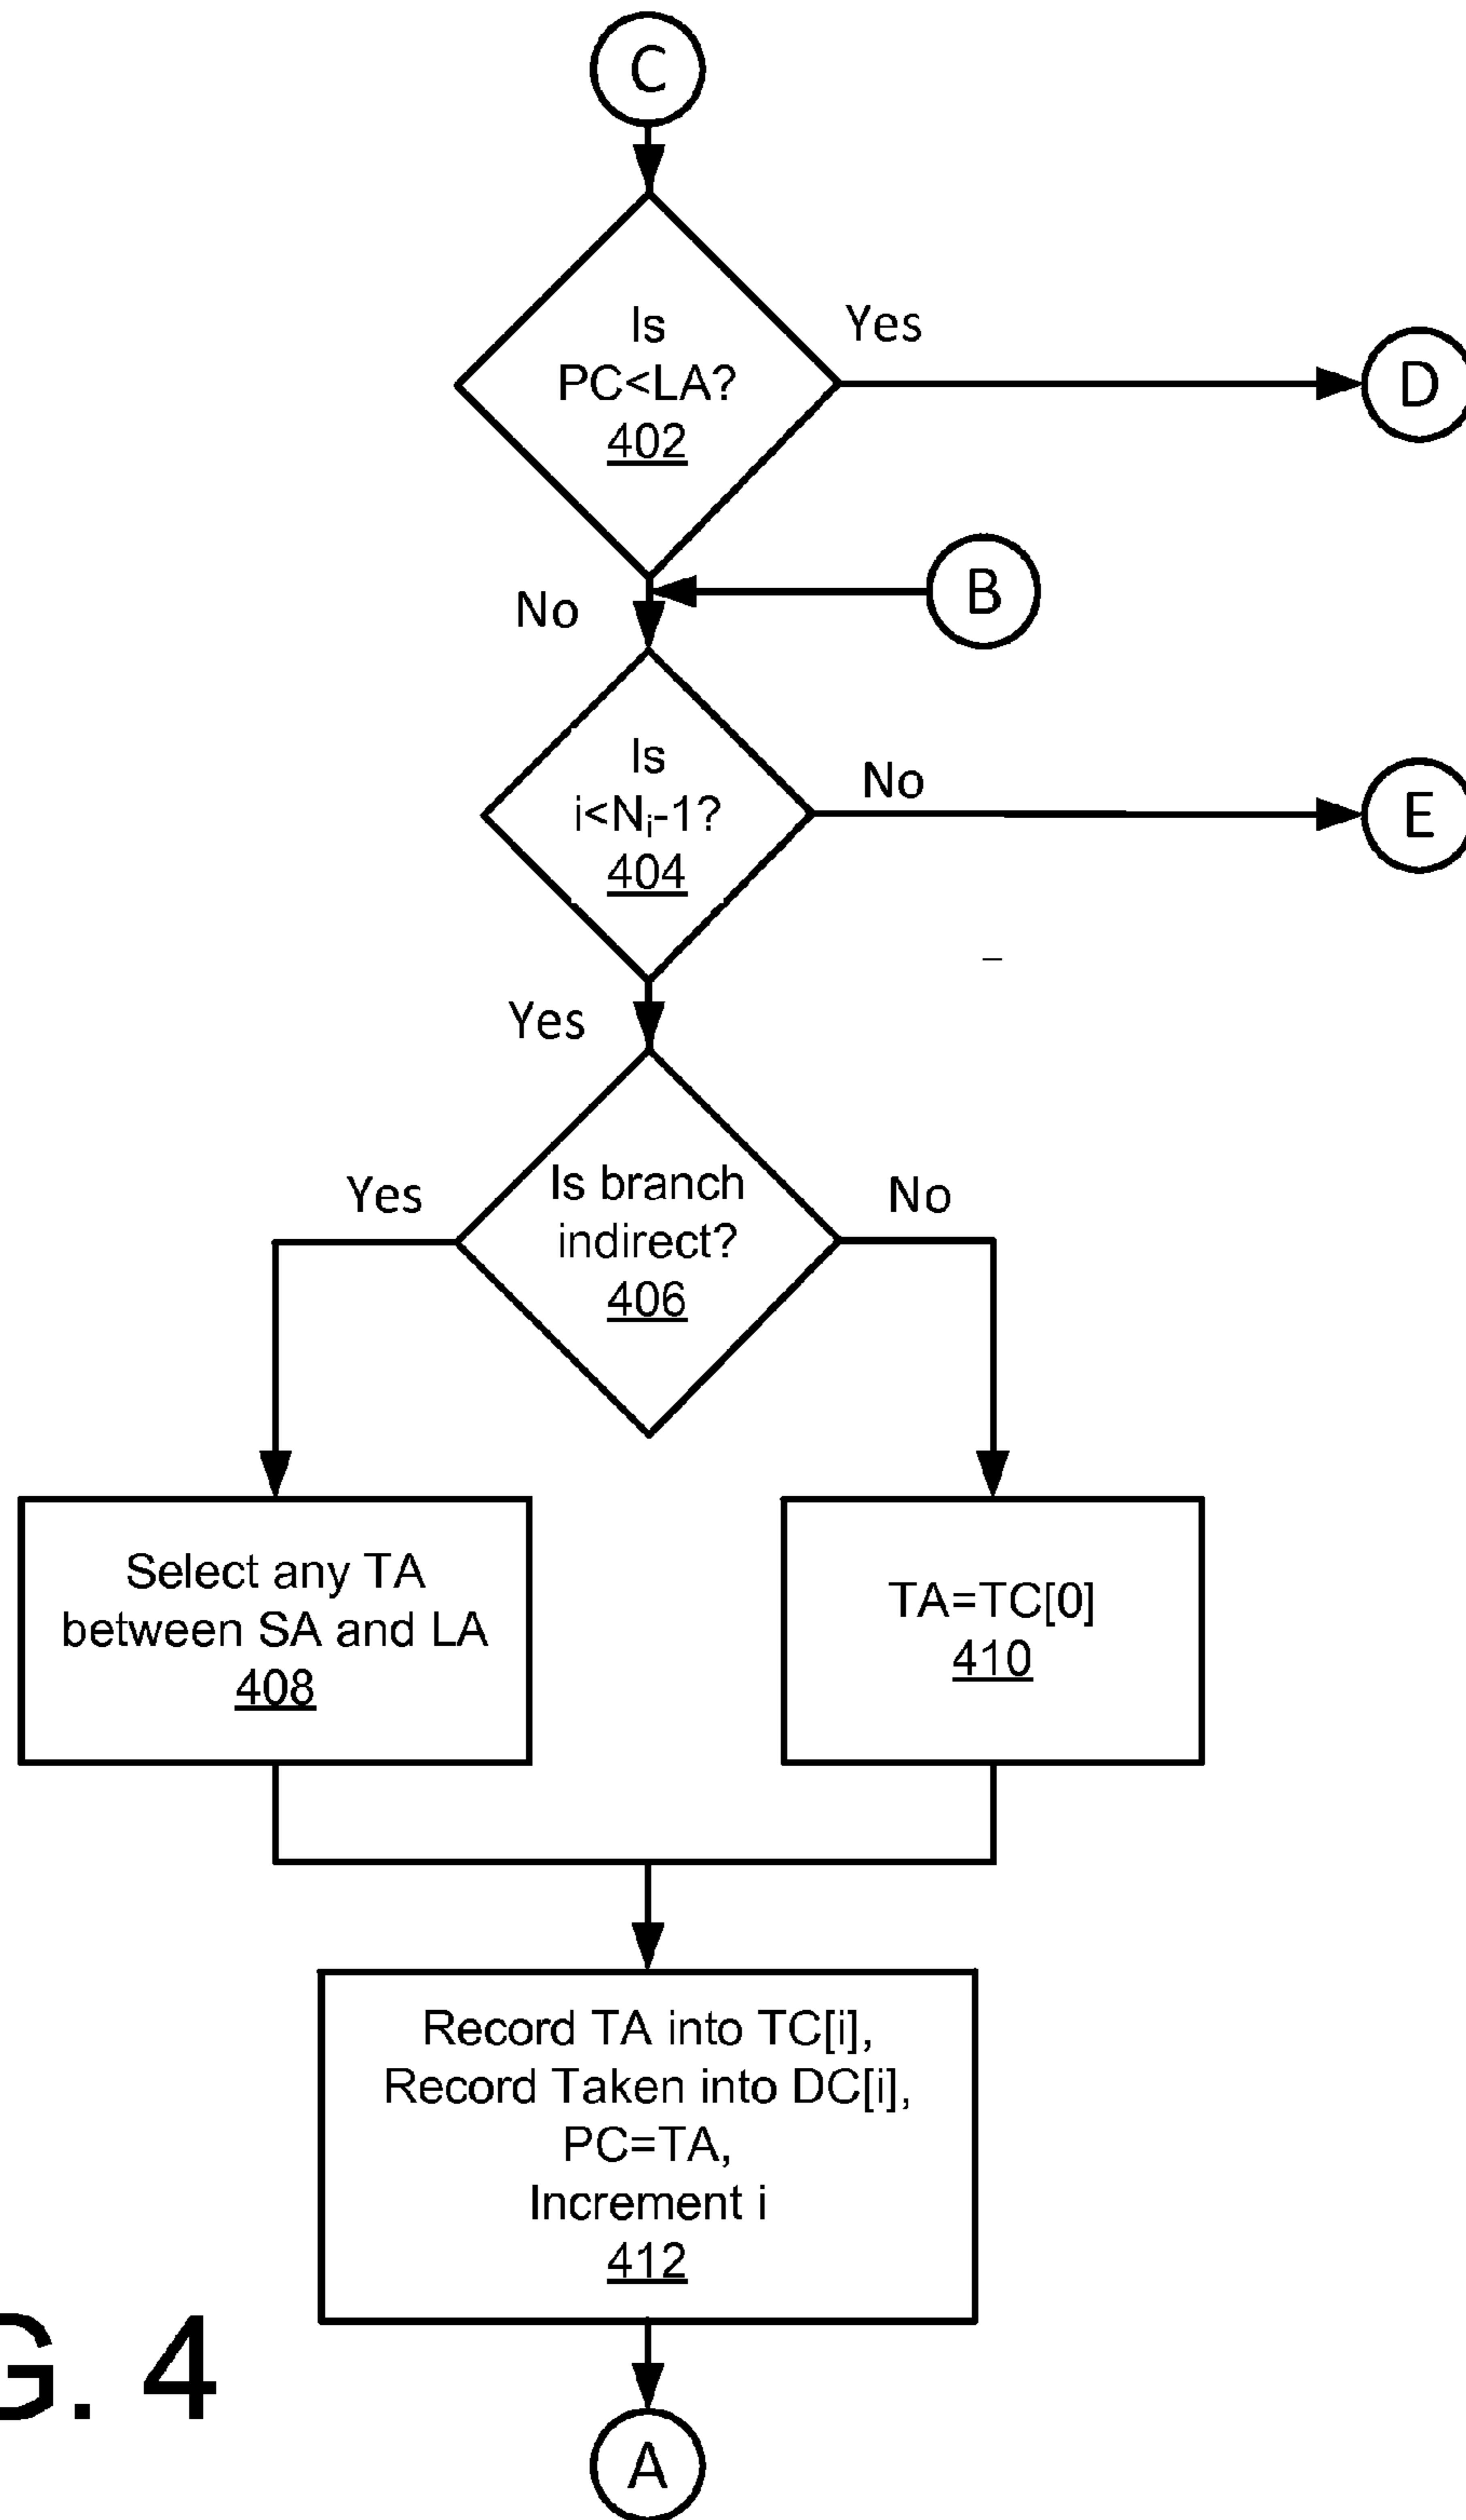 C
Is
PC<LA?
402
Yes
D
B
No
Is
i<Nᵢ-1?
404
No
E
Yes
Is branch
indirect?
406
Yes
No
Select any TA
between SA and LA
408
TA=TC[0]
410
Record TA into TC[i],
Record Taken into DC[i],
PC=TA,
Increment i
412
G. 4
A